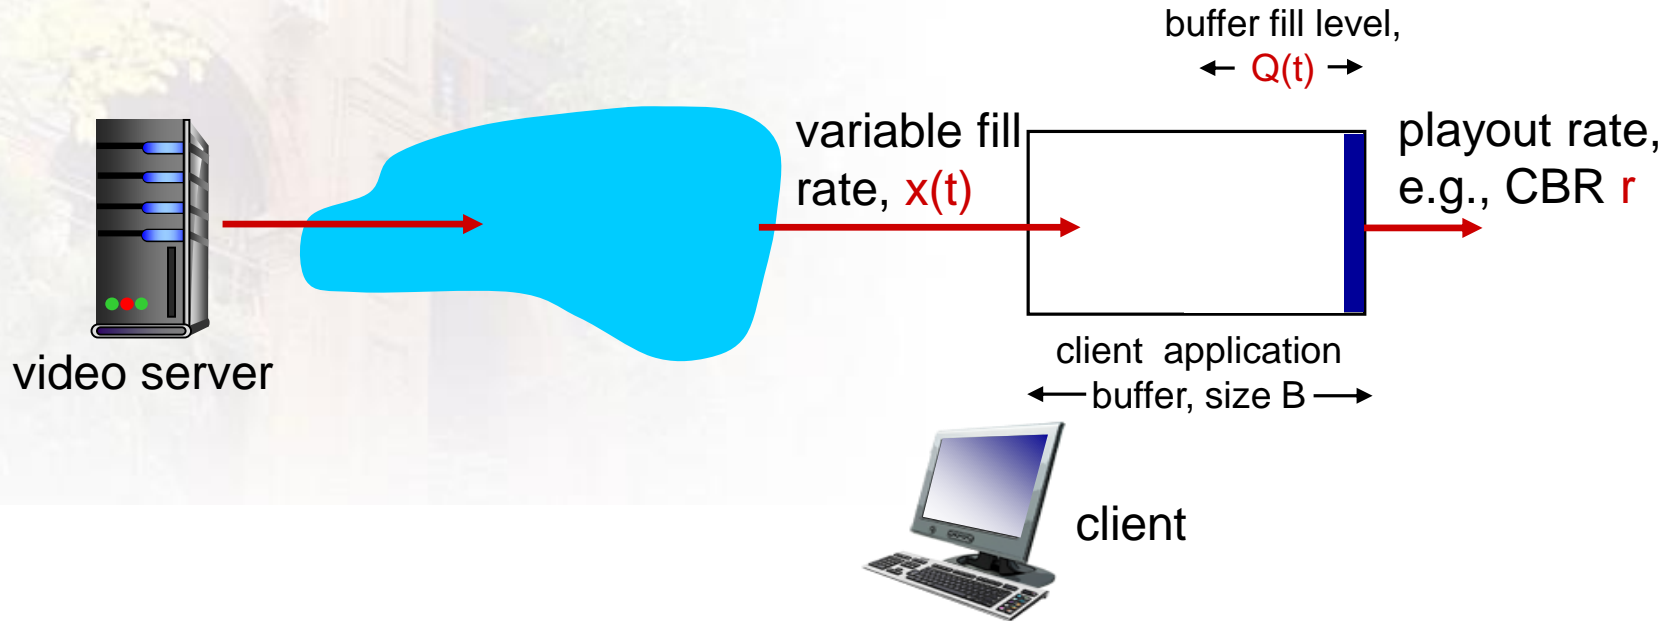 buffer fill level,
Q(t)
variable fill
rate, x(t)
playout rate,
e.g., CBR r
video server
client application
buffer, size B
client